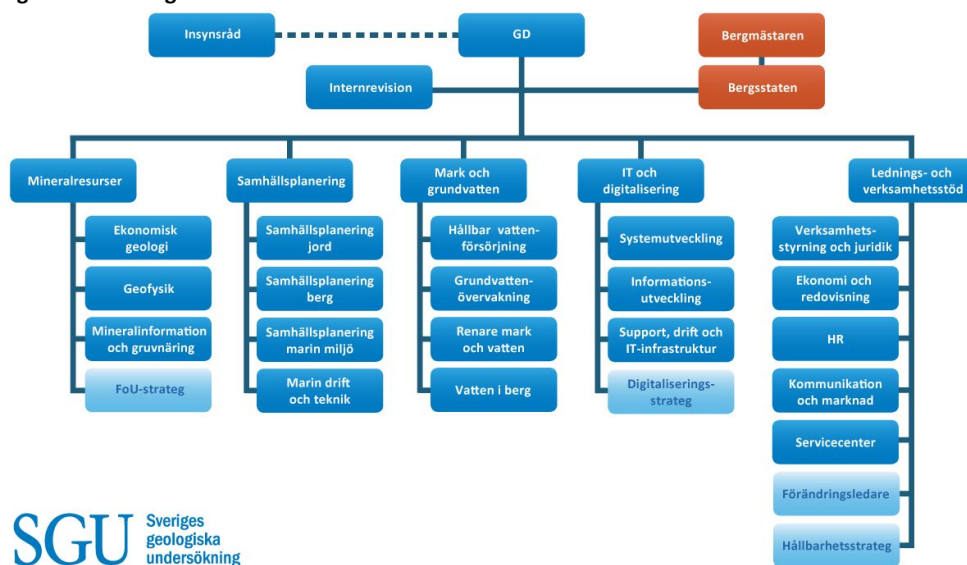 Insynsråd
GD
Bergmästaren
Internrevision
Bergsstaten
Mineralresurser
Samhällsplanering
Mark och
grundvatten
IT och
digitalisering
Lednings- och
verksamhetsstöd
Ekonomisk
geologi
Geofysik
Mineralinformation
och gruvnäring
FoU-strateg
Samhällsplanering
jord
Samhällsplanering
berg
Samhällsplanering
marin miljö
Marin drift
och teknik
Hållbar vatten-
försörjning
Grundvatten-
övervakning
Renare mark
och vatten
Vatten i berg
Systemutveckling
Informations-
utveckling
Support, drift och
IT-infrastruktur
Digitaliserings-
strateg
Verksamhets-
styrning och juridik
Ekonomi och
redovisning
HR
Kommunikation
och marknad
Servicecenter
Förändringsledare
Hållbarhetsstrateg
SGU
Sveriges
geologiska
undersökning